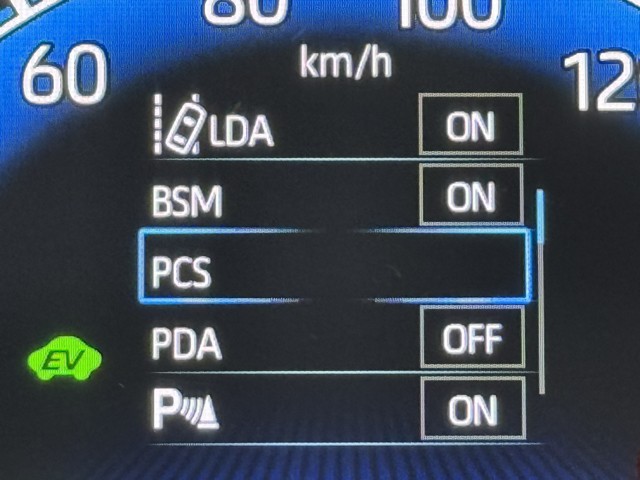 80 100
60 km/h 12
LDA ON
BSM ON
PCS
PDA OFF
EV
P ON